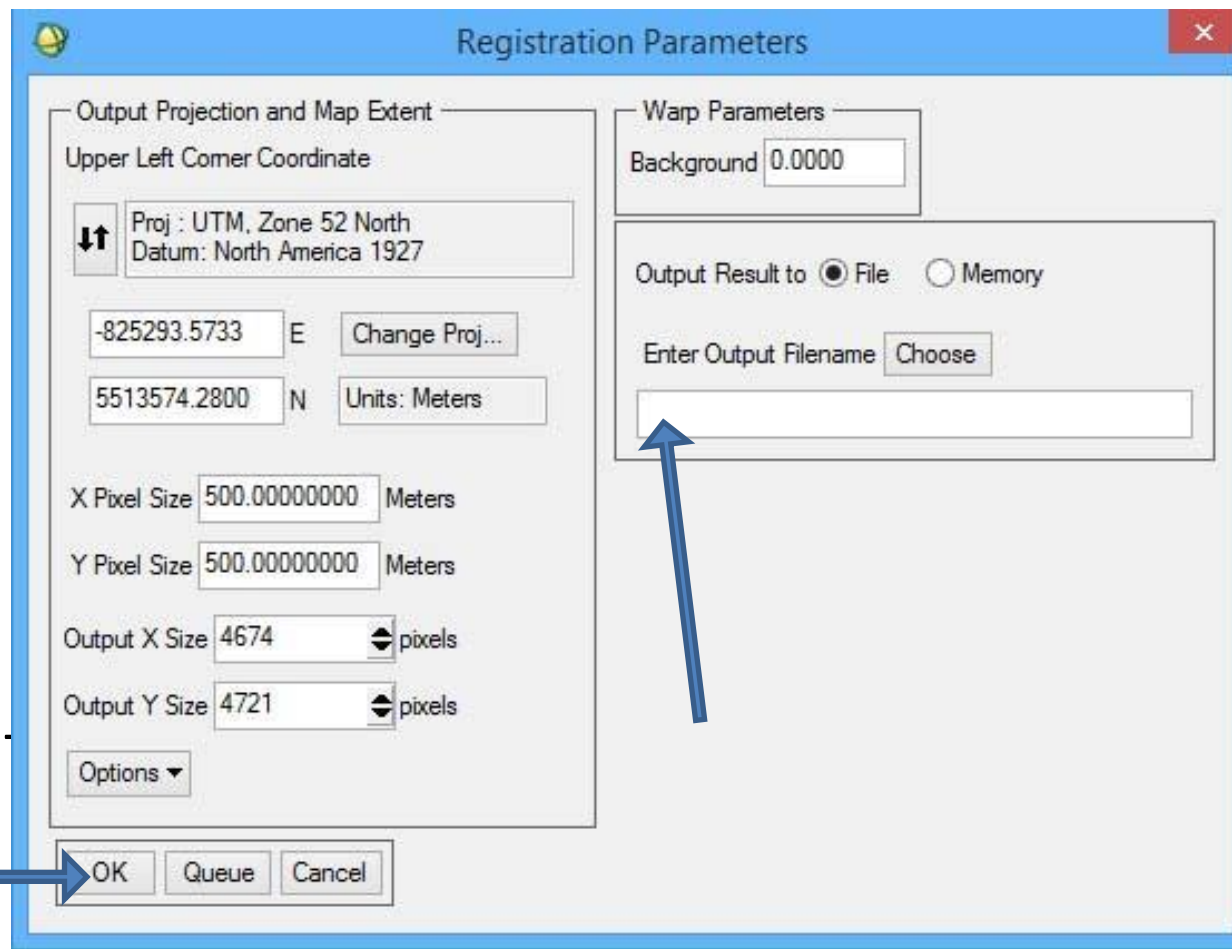 Registration Parameters
Output Projection and Map Extent
Upper Left Corner Coordinate
Proj : UTM, Zone 52 North
Datum: North America 1927
-825293.5733 E Change Proj...
5513574.2800 N Units: Meters
X Pixel Size 500.00000000 Meters
Y Pixel Size 500.00000000 Meters
Output X Size 4674 pixels
Output Y Size 4721 pixels
Options
OK Queue Cancel
Warp Parameters
Background 0.0000
Output Result to File Memory
Enter Output Filename Choose